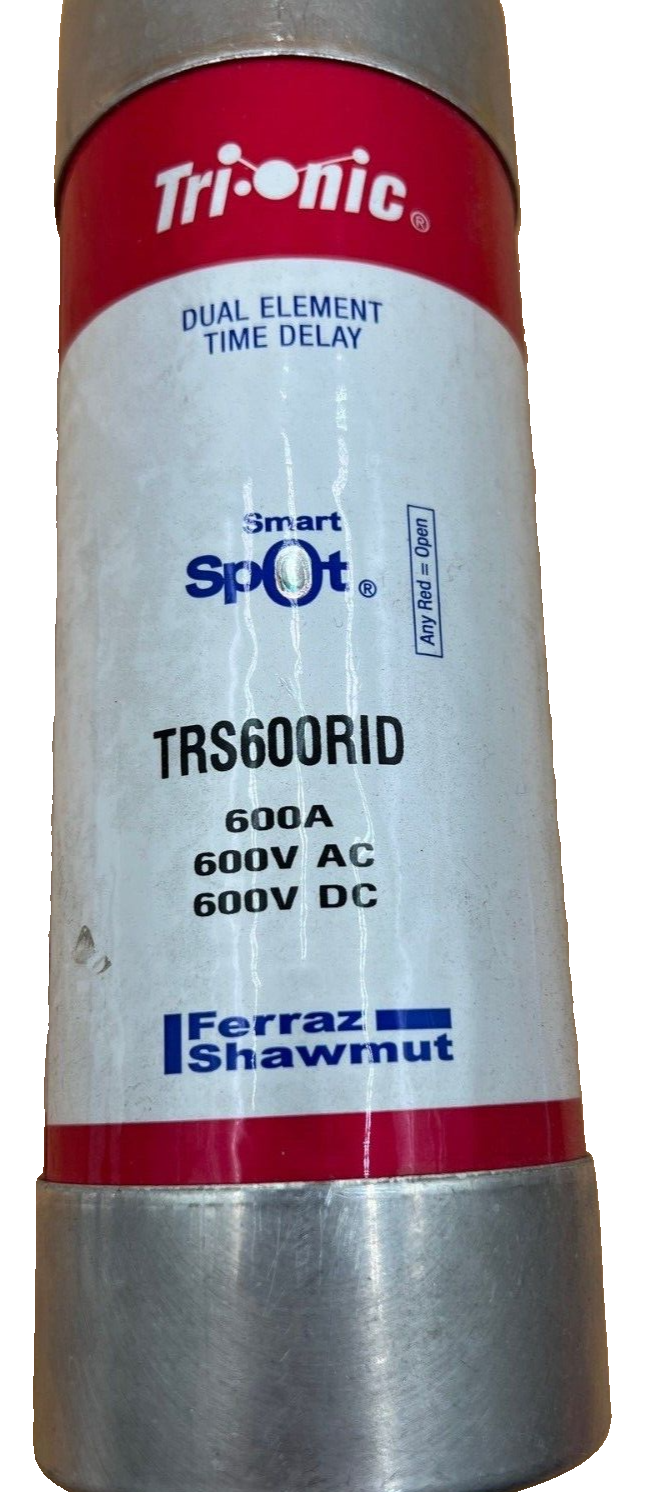 Tri-onic®
DUAL ELEMENT
TIME DELAY
Smart
Spot®
Any Red = Open
TRS600RID
600A
600V AC
600V DC
Ferraz
Shawmut